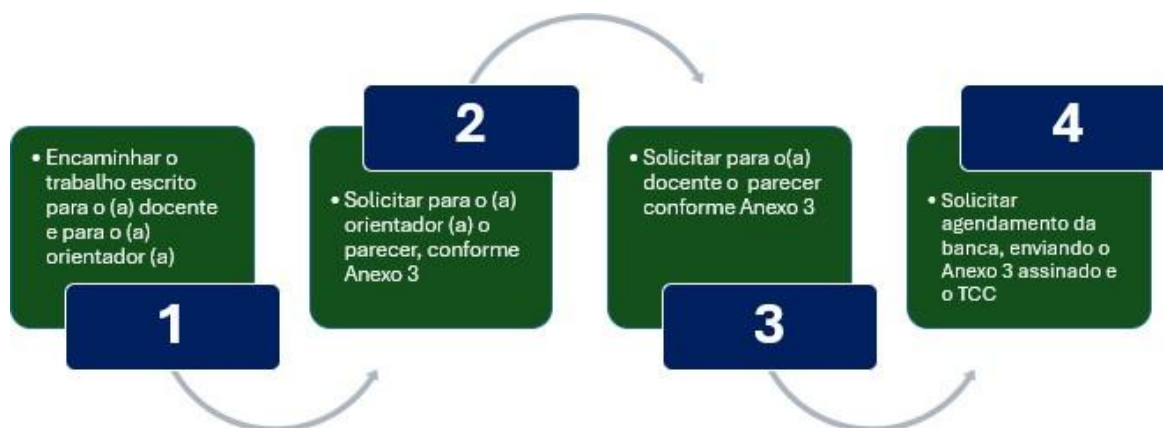 1
• Encaminhar o
trabalho escrito
para o (a) docente
e para o (a)
orientador (a)
2
• Solicitar para o (a)
orientador (a) o
parecer, conforme
Anexo 3
3
• Solicitar para o(a)
docente o parecer
conforme Anexo 3
4
• Solicitar
agendamento da
banca, enviando o
Anexo 3 assinado e
o TCC